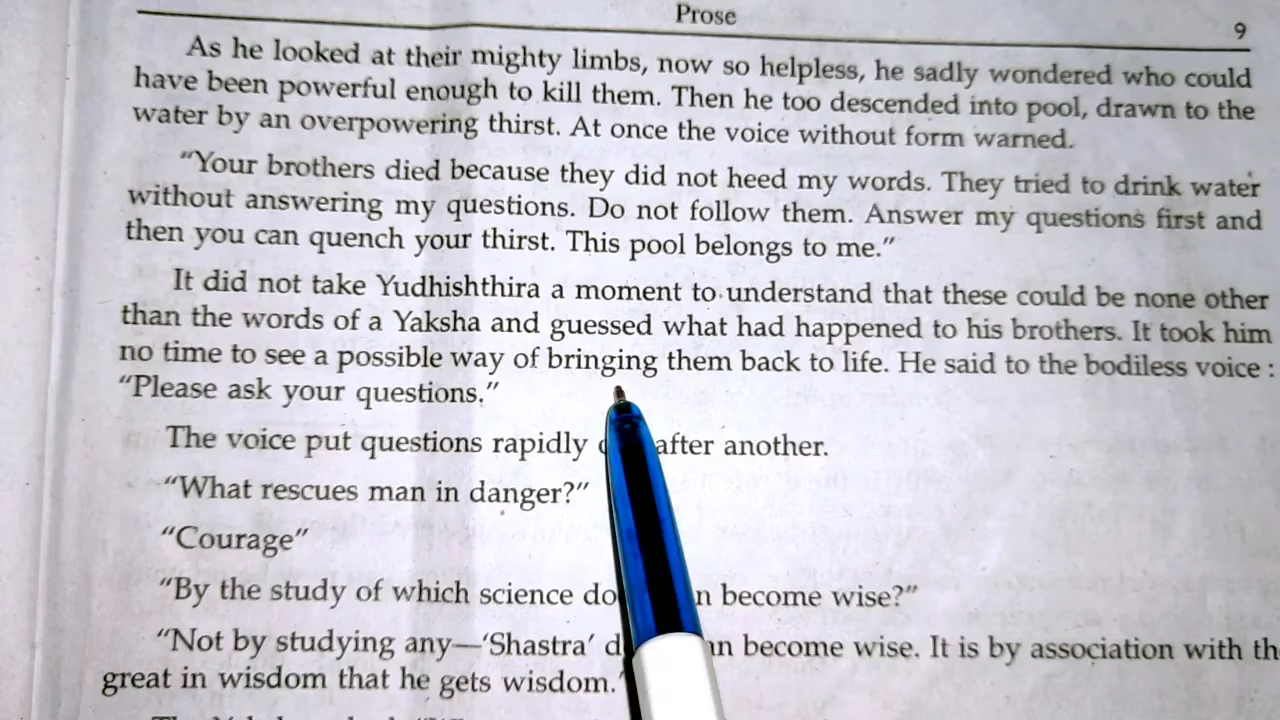 Prose
9
As he looked at their mighty limbs, now so helpless, he sadly wondered who could
have been powerful enough to kill them. Then he too descended into pool, drawn to the
water by an overpowering thirst. At once the voice without form warned.
“Your brothers died because they did not heed my words. They tried to drink water
without answering my questions. Do not follow them. Answer my questions first and
then you can quench your thirst. This pool belongs to me.”
It did not take Yudhishthira a moment to understand that these could be none other
than the words of a Yaksha and guessed what had happened to his brothers. It took him
no time to see a possible way of bringing them back to life. He said to the bodiless voice :
“Please ask your questions.”
The voice put questions rapidly after another.
“What rescues man in danger?”
“Courage”
“By the study of which science become wise?”
“Not by studying any—‘Shastra’ become wise. It is by association with
great in wisdom that he gets wisdom.